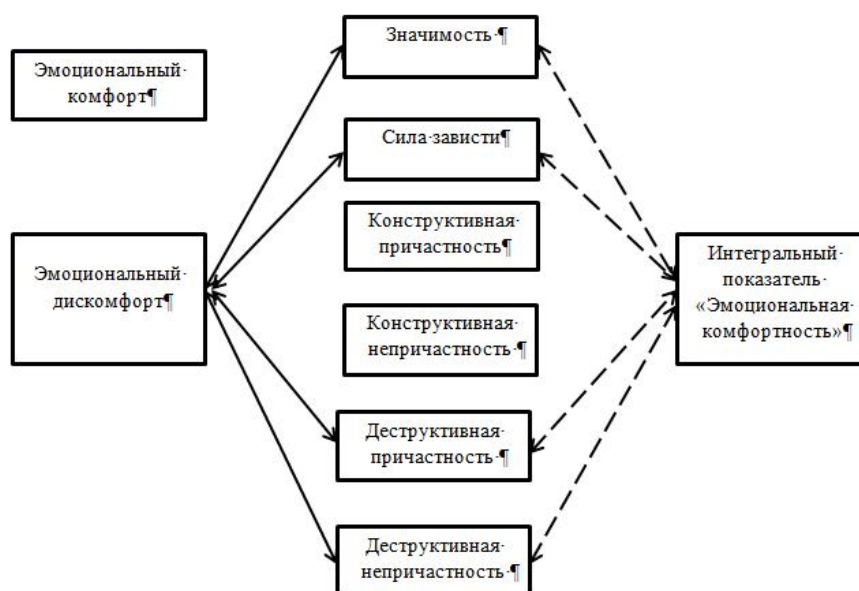 Значимость·¶
Эмоциональный·
комфорт¶
Сила·зависти¶
Конструктивная·
причастность¶
Эмоциональный·
дискомфорт¶
Интегральный·
показатель·
«Эмоциональная·
комфортность»¶
Конструктивная·
непричастность·¶
Деструктивная·
причастность·¶
Деструктивная·
непричастность·¶